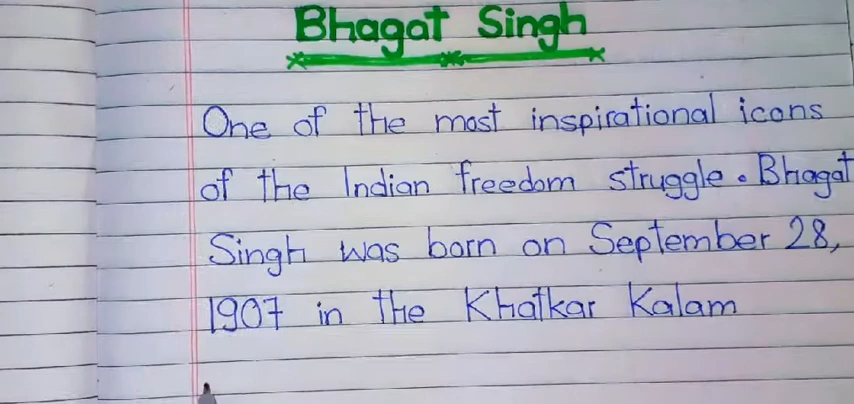 Bhagat Singh
One of the most inspirational icons
of the Indian freedom struggle. Bhagat
Singh was born on September 28,
1907 in the Khatkar Kalam